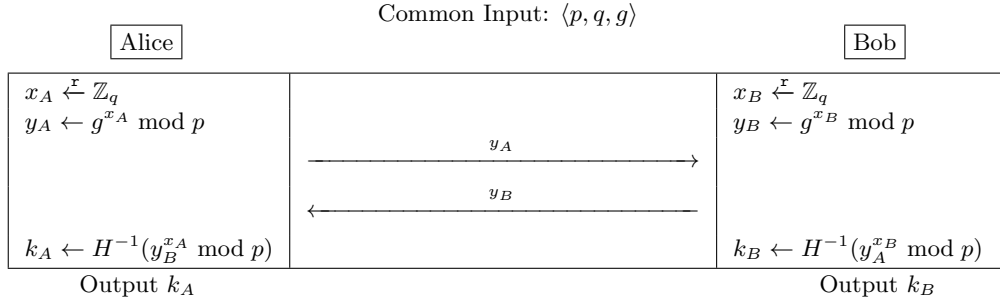 Common Input: ⟨p, q, g⟩
Alice
Bob
x_A ←^r ℤ_q
y_A ← g^{x_A} mod p
x_B ←^r ℤ_q
y_B ← g^{x_B} mod p
y_A
y_B
k_A ← H^{-1}(y_B^{x_A} mod p)
k_B ← H^{-1}(y_A^{x_B} mod p)
Output k_A
Output k_B